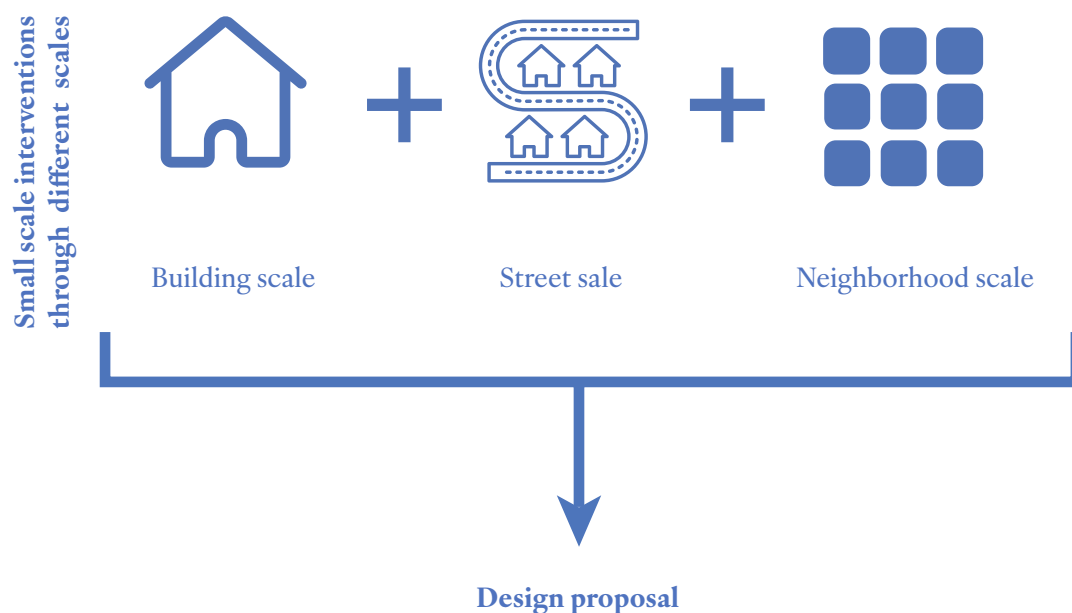 Small scale interventions
through different scales
Building scale
Street sale
Neighborhood scale
Design proposal